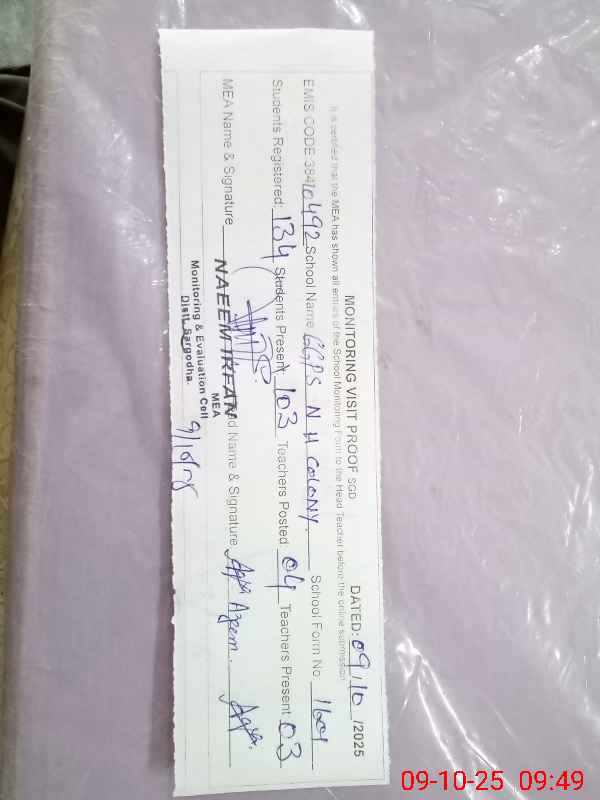 MONITORING VISIT PROOF SGD DATED: 09/10/2025
It is certified that the MEA has shown all entries of the School Monitoring Form to the Head Teacher before the online submission
EMIS CODE 38410492 School Name GGPS N H COLONY. School Form No 1601
Students Registered: 134 Students Present 103 Teachers Posted: 04 Teachers Present 03
MEA Name & Signature NAEEM IRFAN d Name & Signature Aqsa Azeem. Aqsa.
MEA
Monitoring & Evaluation Cell
Distt. Sargodha.
9/10/25
09-10-25 09:49